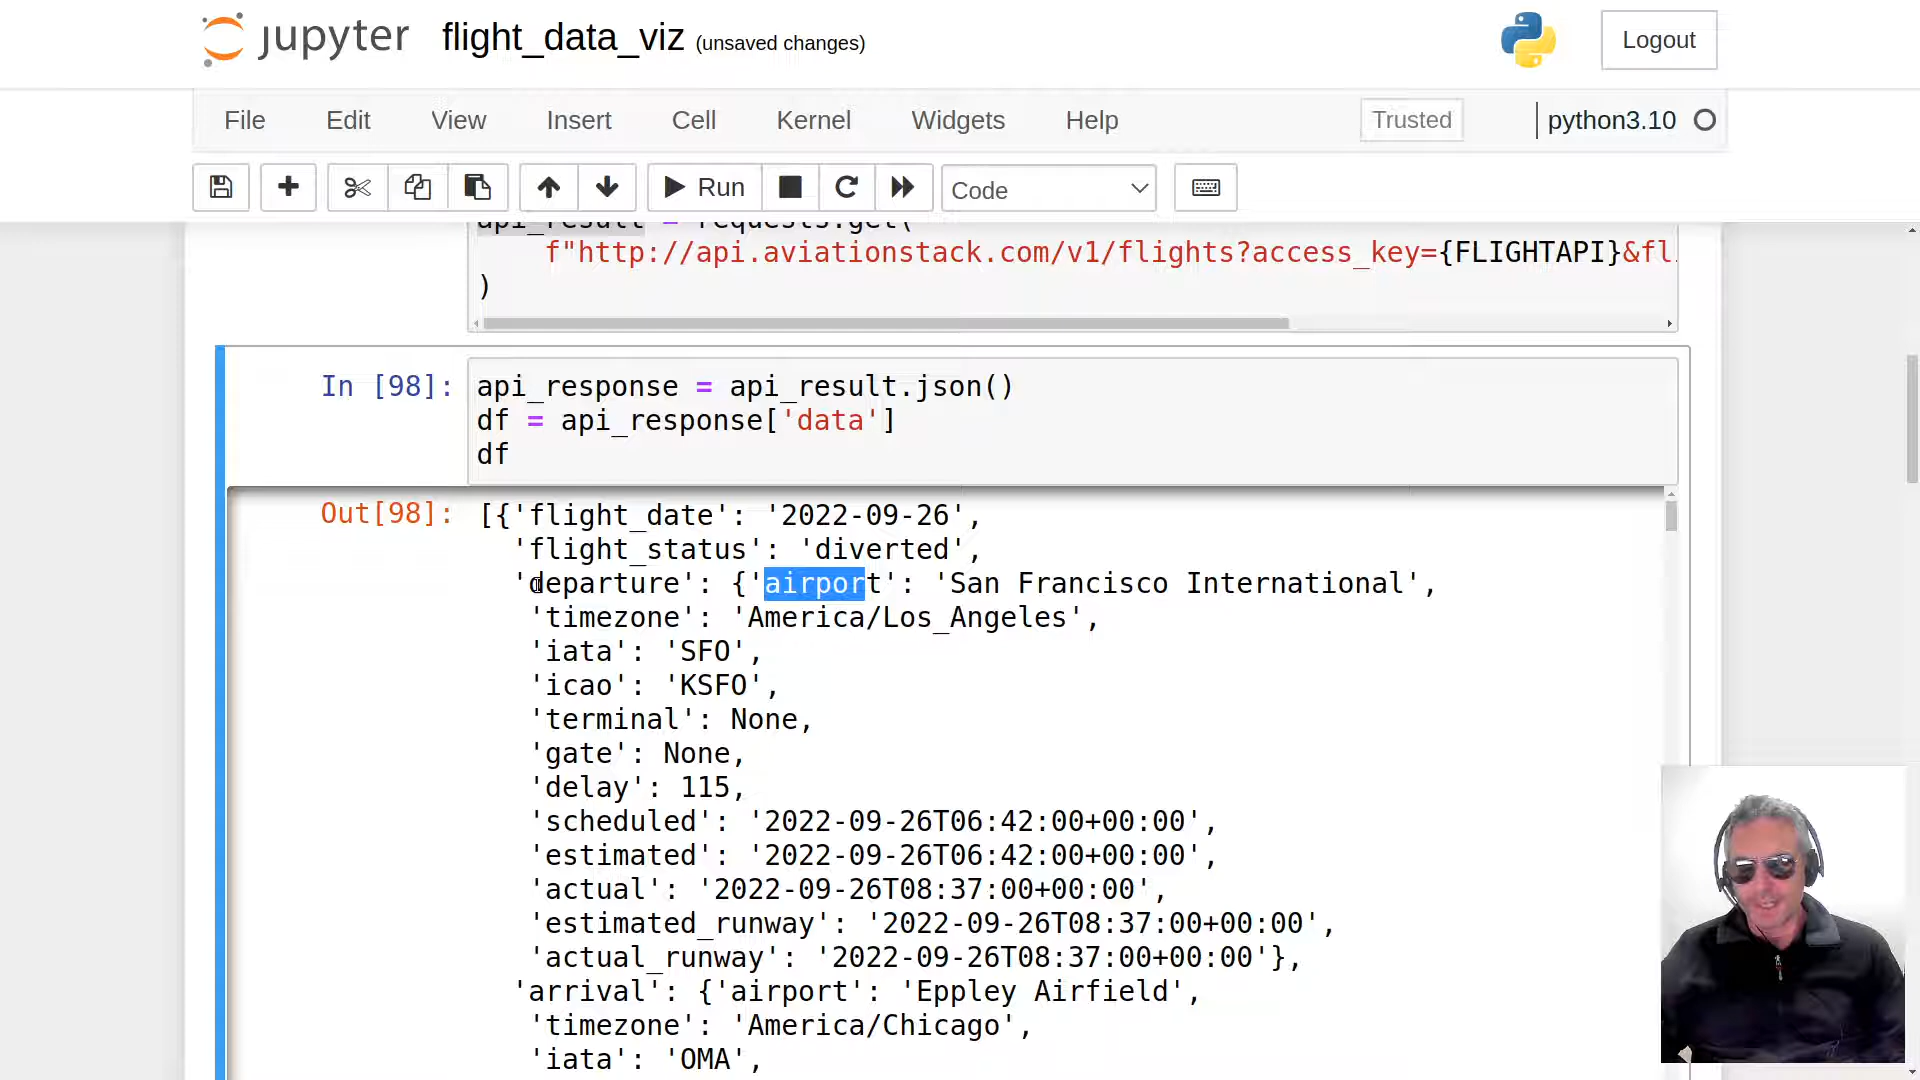 jupyter flight_data_viz (unsaved changes) Logout
File Edit View Insert Cell Kernel Widgets Help Trusted python3.10
Run Code
api_result = requests.get(
f"http://api.aviationstack.com/v1/flights?access_key={FLIGHTAPI}&fl
)
In [98]: api_response = api_result.json()
df = api_response['data']
df
Out[98]: [{'flight_date': '2022-09-26',
'flight_status': 'diverted',
'departure': {'airport': 'San Francisco International',
'timezone': 'America/Los_Angeles',
'iata': 'SFO',
'icao': 'KSFO',
'terminal': None,
'gate': None,
'delay': 115,
'scheduled': '2022-09-26T06:42:00+00:00',
'estimated': '2022-09-26T06:42:00+00:00',
'actual': '2022-09-26T08:37:00+00:00',
'estimated_runway': '2022-09-26T08:37:00+00:00',
'actual_runway': '2022-09-26T08:37:00+00:00'},
'arrival': {'airport': 'Eppley Airfield',
'timezone': 'America/Chicago',
'iata': 'OMA',